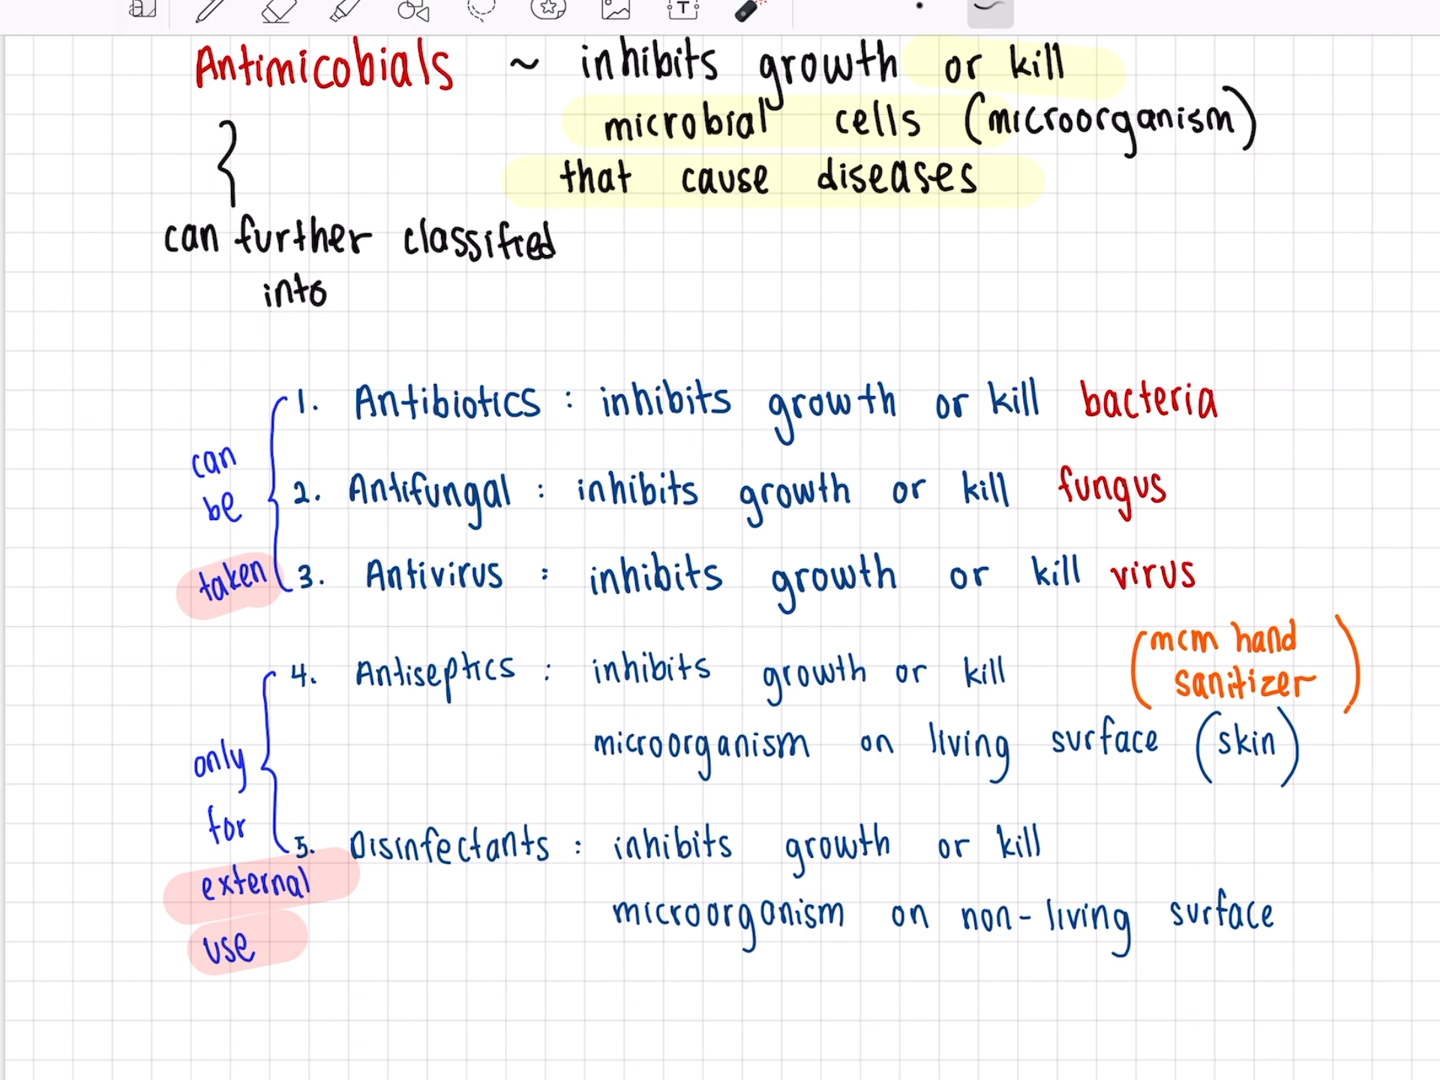 Antimicobials ~ inhibits growth or kill
microbial cells (microorganism)
that cause diseases
can further classified
into
1. Antibiotics : inhibits growth or kill bacteria
2. Antifungal : inhibits growth or kill fungus
3. Antivirus : inhibits growth or kill virus
can
be
taken
4. Antiseptics : inhibits growth or kill
(mcm hand
sanitizer)
microorganism on living surface (skin)
5. Disinfectants : inhibits growth or kill
microorganism on non-living surface
only
for
external
use